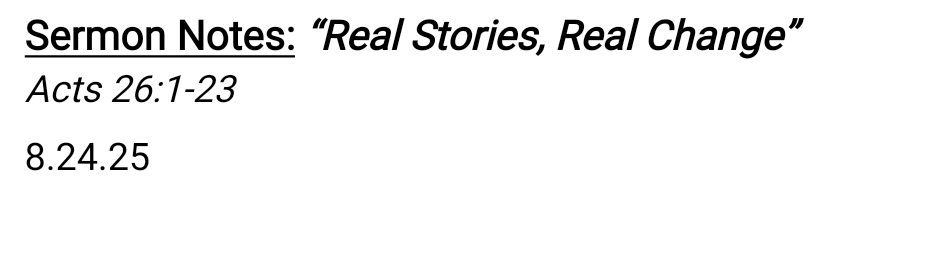 Sermon Notes: “Real Stories, Real Change”
Acts 26:1-23
8.24.25